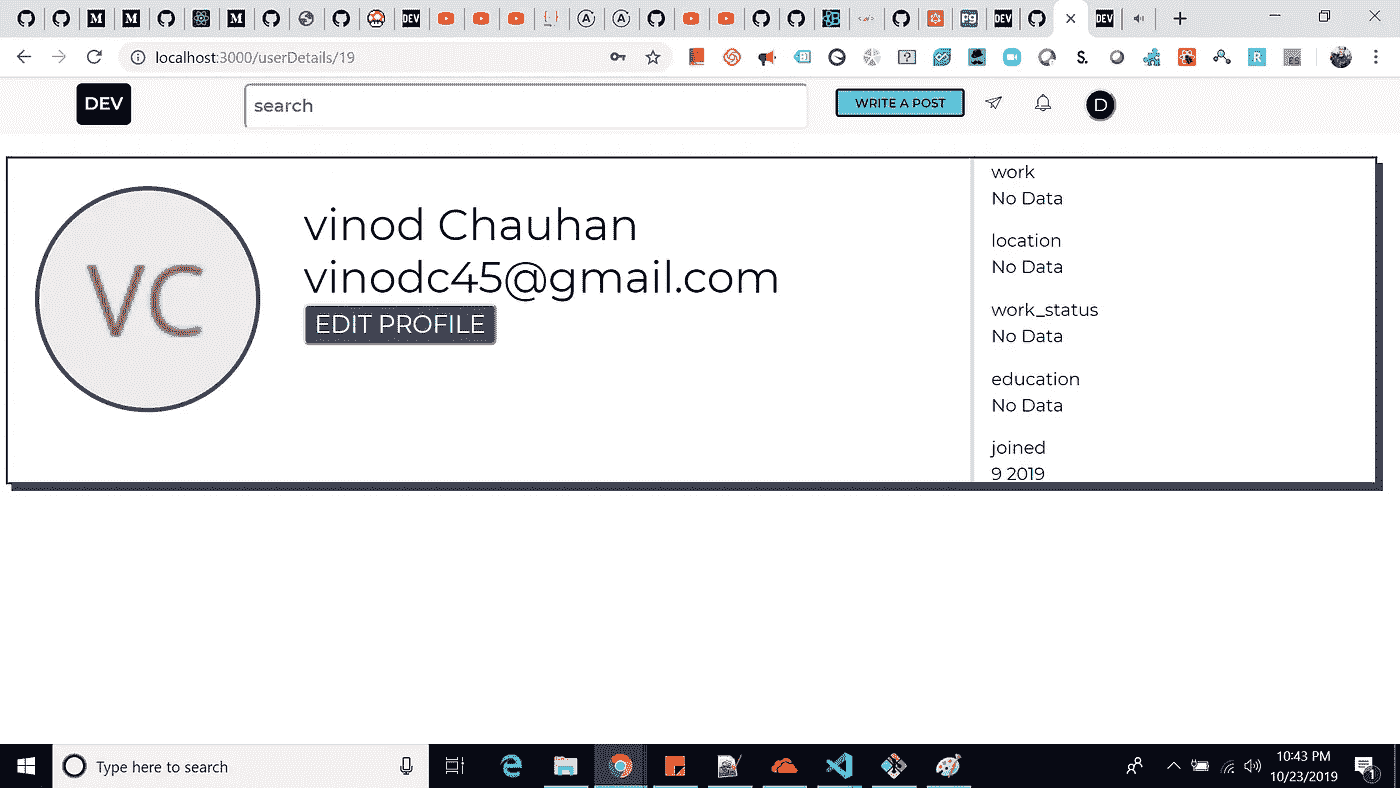 localhost:3000/userDetails/19
DEV
search
WRITE A POST
D
VC
vinod Chauhan
vinodc45@gmail.com
EDIT PROFILE
work
No Data
location
No Data
work_status
No Data
education
No Data
joined
9 2019
Type here to search
10:43 PM
10/23/2019
1